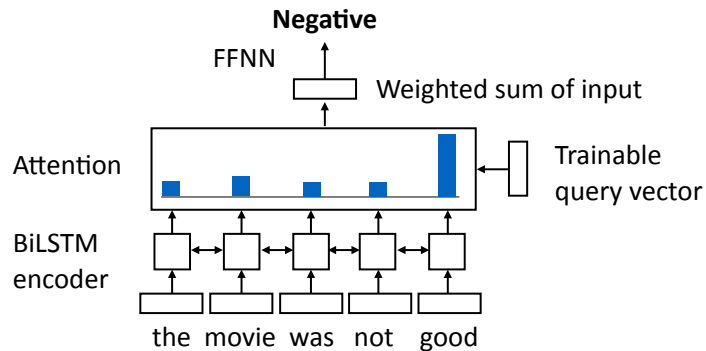 Negative
FFNN
Weighted sum of input
Attention
Trainable
query vector
BiLSTM
encoder
the movie was not good